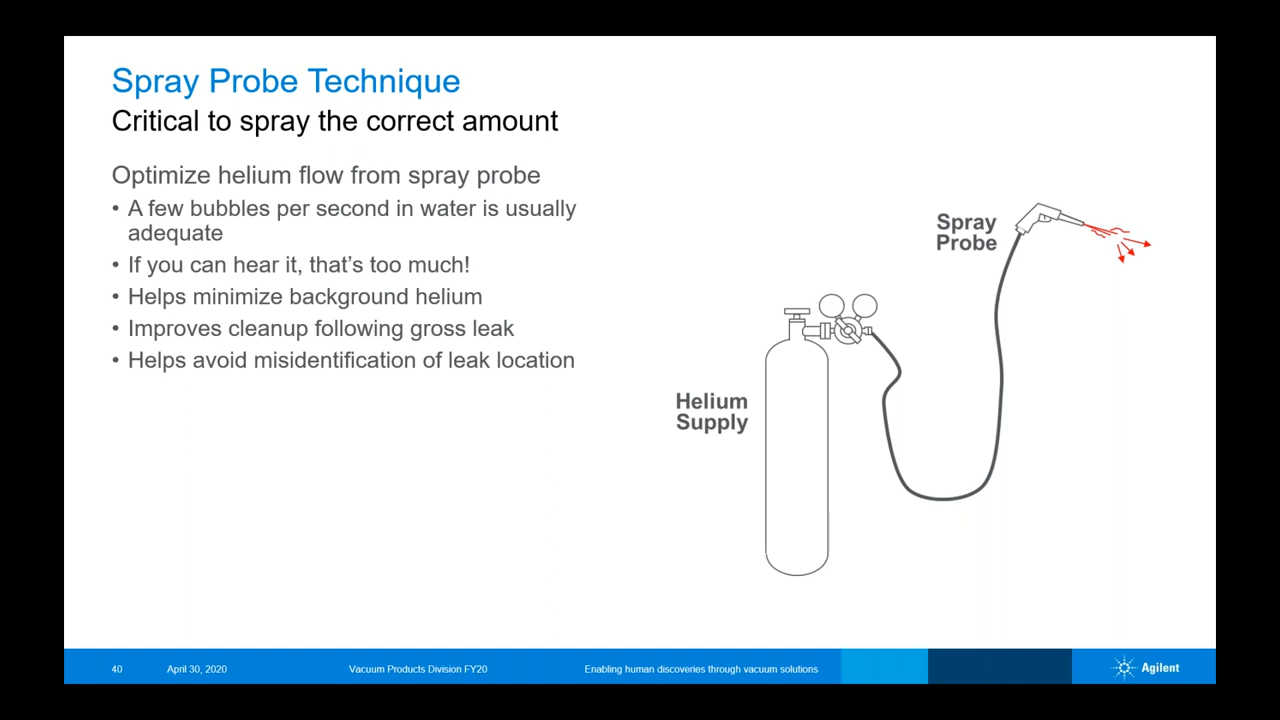 Spray Probe Technique
Critical to spray the correct amount
Optimize helium flow from spray probe
• A few bubbles per second in water is usually
adequate
• If you can hear it, that's too much!
• Helps minimize background helium
• Improves cleanup following gross leak
• Helps avoid misidentification of leak location
Spray
Probe
Helium
Supply
40 April 30, 2020 Vacuum Products Division FY20 Enabling human discoveries through vacuum solutions Agilent